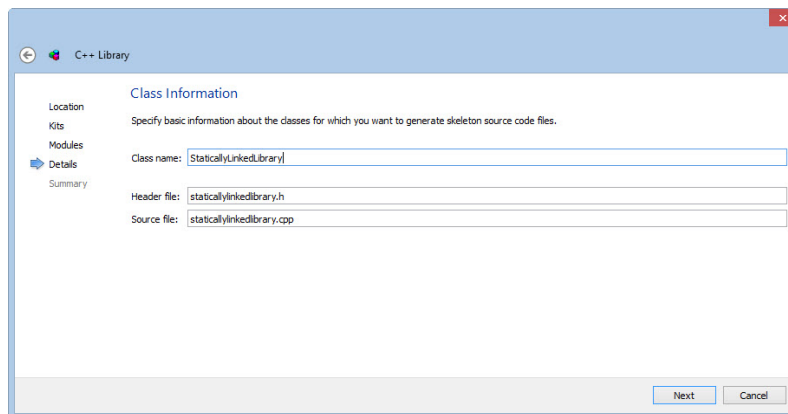 C++ Library
Class Information
Location
Specify basic information about the classes for which you want to generate skeleton source code files.
Kits
Modules
Class name: StaticallyLinkedLibrary
Details
Summary
Header file: staticallylinkedlibrary.h
Source file: staticallylinkedlibrary.cpp
Next Cancel